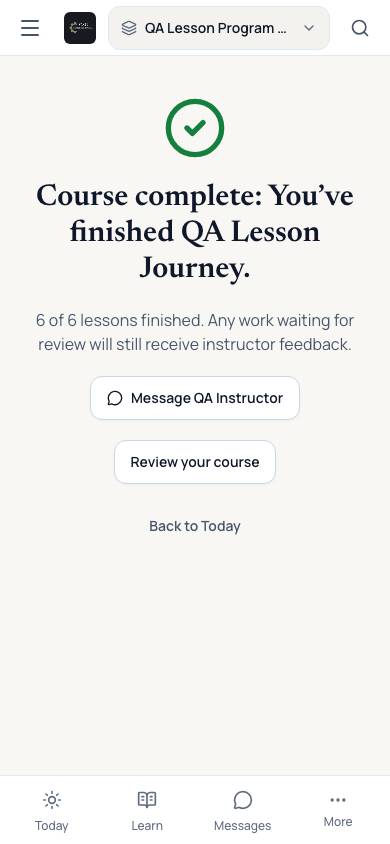 QA Lesson Program ...
Course complete: You’ve
finished QA Lesson
Journey.
6 of 6 lessons finished. Any work waiting for
review will still receive instructor feedback.
Message QA Instructor
Review your course
Back to Today
Today
Learn
Messages
More